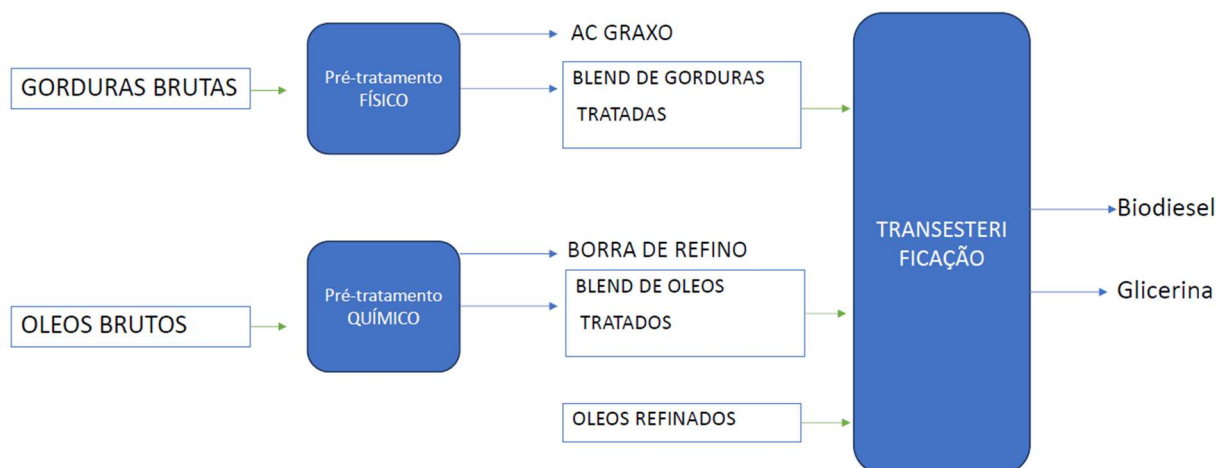 AC GRAXO
GORDURAS BRUTAS
Pré-tratamento
FÍSICO
BLEND DE GORDURAS
TRATADAS
OLEOS BRUTOS
Pré-tratamento
QUÍMICO
BORRA DE REFINO
BLEND DE OLEOS
TRATADOS
OLEOS REFINADOS
TRANSESTERI
FICAÇÃO
Biodiesel
Glicerina